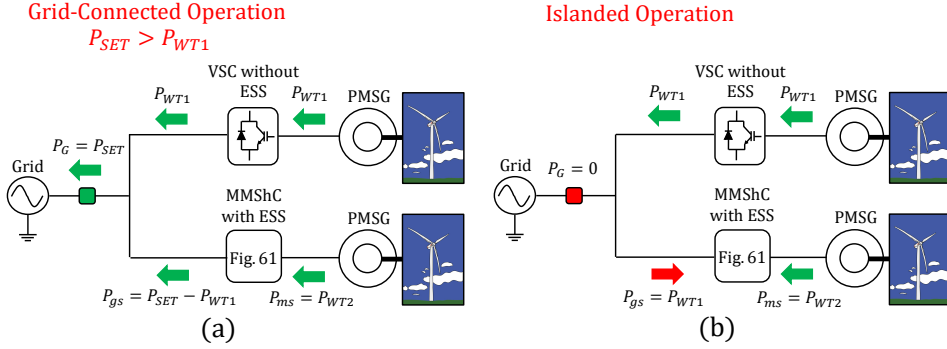 Grid-Connected Operation
P_SET > P_WT1
VSC without
ESS
P_WT1
P_WT1
PMSG
P_G = P_SET
Grid
MMShC
with ESS
PMSG
Fig. 61
P_gs = P_SET − P_WT1
P_ms = P_WT2
(a)
Islanded Operation
VSC without
ESS
P_WT1
P_WT1
PMSG
Grid
P_G = 0
MMShC
with ESS
PMSG
Fig. 61
P_gs = P_WT1
P_ms = P_WT2
(b)